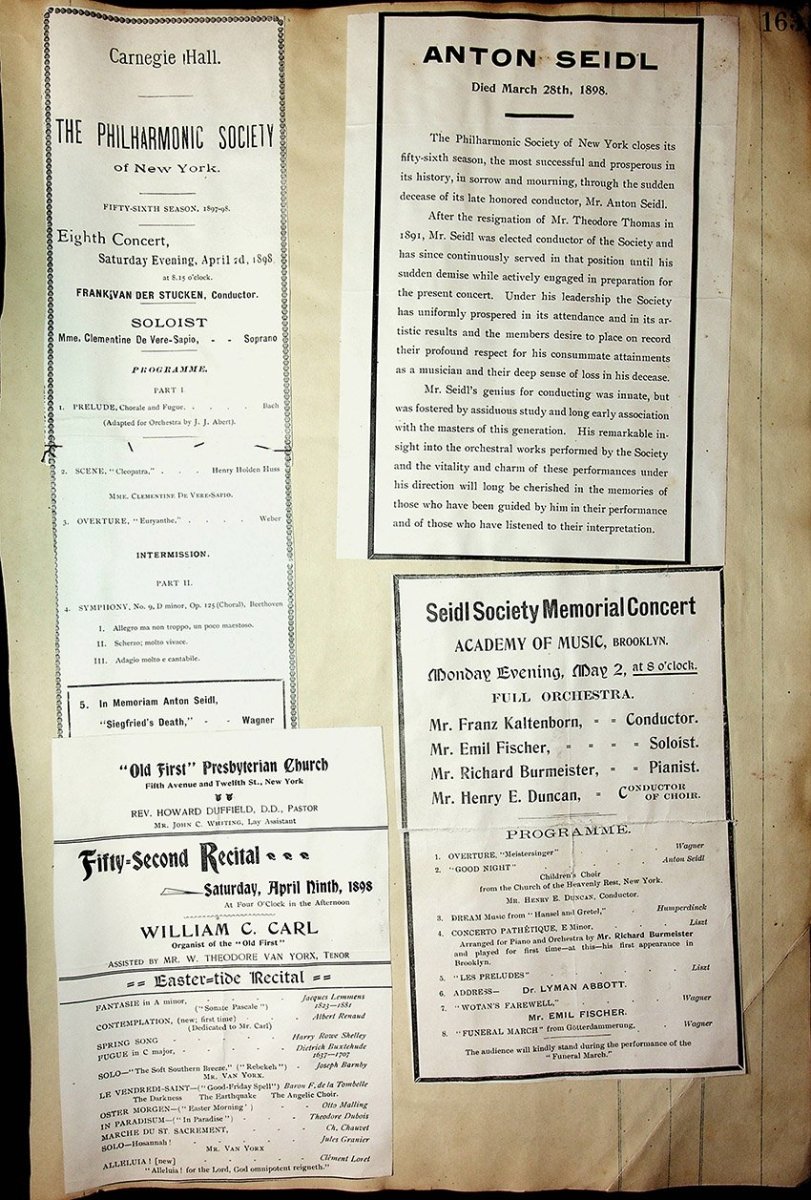 163
Carnegie Hall.
THE PHILHARMONIC SOCIETY
of New York.
FIFTY-SIXTH SEASON, 1897-98.
Eighth Concert,
Saturday Evening, April 2d, 1898.
at 8.15 o'clock.
FRANK VAN DER STUCKEN, Conductor.
SOLOIST
Mme. Clementine De Vere-Sapio, - - Soprano
PROGRAMME.
PART I.
1. PRELUDE, Chorale and Fugue. . . . . Bach
(Adapted for Orchestra by J. J. Abert).
2. SCENE, "Cleopatra," . . . Henry Holden Huss
MME. CLEMENTINE DE VERE-SAPIO.
3. OVERTURE, "Euryanthe," . . . . Weber
INTERMISSION.
PART II.
4. SYMPHONY, No. 9, D minor, Op. 125 (Choral), Beethoven
I. Allegro ma non troppo, un poco maestoso.
II. Scherzo; molto vivace.
III. Adagio molto e cantabile.
5. In Memoriam Anton Seidl,
"Siegfried's Death," - - Wagner
ANTON SEIDL
Died March 28th, 1898.
The Philharmonic Society of New York closes its
fifty-sixth season, the most successful and prosperous in
its history, in sorrow and mourning, through the sudden
decease of its late honored conductor, Mr. Anton Seidl.
After the resignation of Mr. Theodore Thomas in
1891, Mr. Seidl was elected conductor of the Society and
has since continuously served in that position until his
sudden demise while actively engaged in preparation for
the present concert. Under his leadership the Society
has uniformly prospered in its attendance and in its ar-
tistic results and the members desire to place on record
their profound respect for his consummate attainments
as a musician and their deep sense of loss in his decease.
Mr. Seidl's genius for conducting was innate, but
was fostered by assiduous study and long early association
with the masters of this generation. His remarkable in-
sight into the orchestral works performed by the Society
and the vitality and charm of these performances under
his direction will long be cherished in the memories of
those who have been guided by him in their performance
and of those who have listened to their interpretation.
"Old First" Presbyterian Church
Fifth Avenue and Twelfth St., New York
REV. HOWARD DUFFIELD, D.D., PASTOR
MR. JOHN C. WHITING, Lay Assistant
Fifty-Second Recital
Saturday, April Ninth, 1898
At Four O'Clock in the Afternoon
WILLIAM C. CARL
Organist of the "Old First"
ASSISTED BY MR. W. THEODORE VAN YORK, TENOR
Easter=tide Recital
FANTASIE in A minor, . . . . Jacques Lemmens
("Sonate Pascale") 1823—1881
CONTEMPLATION, (new; first time) . . Albert Renaud
(Dedicated to Mr. Carl)
SPRING SONG . . . . Harry Rowe Shelley
FUGUE in C major, . . . . Dietrich Buxtehude
1637—1707
SOLO—"The Soft Southern Breeze," ("Rebekeh") . Joseph Barnby
MR. VAN YORK.
LE VENDREDI-SAINT—("Good-Friday Spell") Baron F. de la Tombelle
The Darkness The Earthquake The Angelic Choir.
OSTER MORGEN—("Easter Morning") . . Otto Malling
IN PARADISUM—("In Paradise") . . Theodore Dubois
MARCHE DU ST. SACREMENT, . . . Ch. Chauvet
SOLO—Hosannah! . . . . Jules Granier
MR. VAN YORK
ALLELUIA! [new] . . . . Clément Loret
"Alleluia! for the Lord, God omnipotent reigneth."
Seidl Society Memorial Concert
ACADEMY OF MUSIC, BROOKLYN.
Monday Evening, May 2, at 8 o'clock.
FULL ORCHESTRA.
Mr. Franz Kaltenborn, - - Conductor.
Mr. Emil Fischer, - - - - Soloist.
Mr. Richard Burmeister, - - Pianist.
Mr. Henry E. Duncan, - CONDUCTOR OF CHOIR.
PROGRAMME.
1. OVERTURE, "Meistersinger" . . . . Wagner
2. "GOOD NIGHT" . . . . Anton Seidl
Children's Choir
from the Church of the Heavenly Rest, New York.
MR. HENRY E. DUNCAN, Conductor.
3. DREAM Music from "Hansel and Gretel," . Humperdinck
4. CONCERTO PATHÉTIQUE, E Minor, . . . Liszt
Arranged for Piano and Orchestra by Mr. Richard Burmeister
and played for first time—at this—his first appearance in
Brooklyn.
5. "LES PRELUDES" . . . . Liszt
6. ADDRESS— Dr. LYMAN ABBOTT.
7. "WOTAN'S FAREWELL," . . . . Wagner
Mr. EMIL FISCHER.
8. "FUNERAL MARCH" from Götterdammerung, . . Wagner
The audience will kindly stand during the performance of the
"Funeral March."